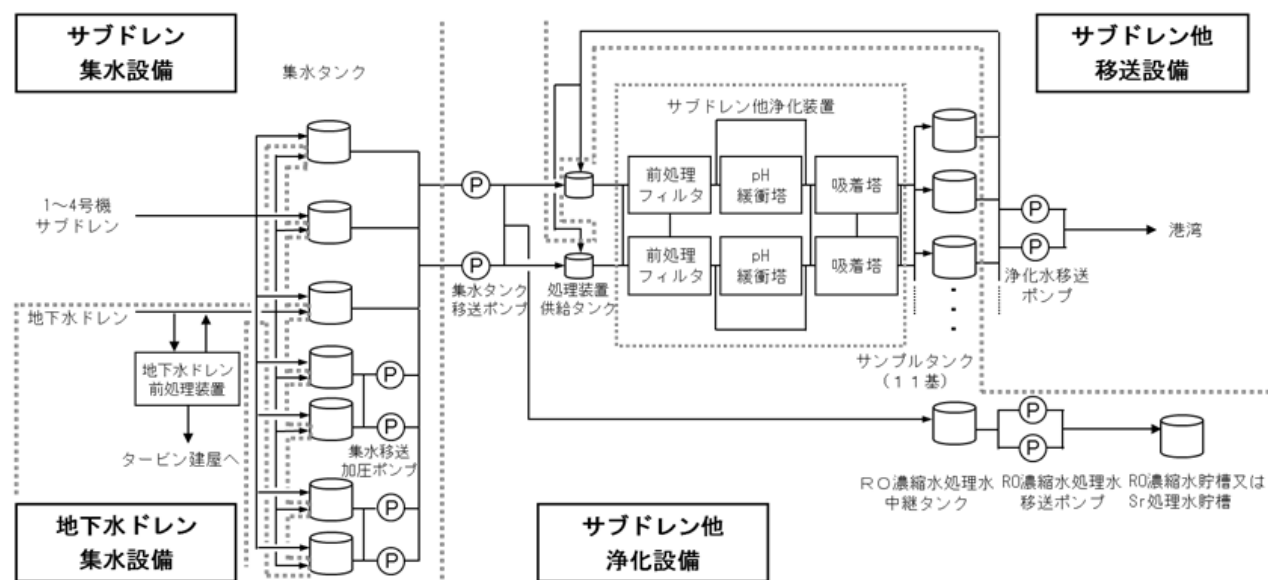 サブドレン
集水設備
集水タンク
サブドレン他
移送設備
サブドレン他浄化装置
前処理
フィルタ
pH
緩衝塔
吸着塔
1～4号機
サブドレン
P
P
港湾
前処理
フィルタ
pH
緩衝塔
吸着塔
P
P
集水タンク
移送ポンプ
処理装置
供給タンク
浄化水移送
ポンプ
地下水ドレン
地下水ドレン
前処理装置
サンプルタンク
（１１基）
P
P
P
P
タービン建屋へ
集水移送
加圧ポンプ
RO濃縮水処理水
中継タンク
RO濃縮水処理水
移送ポンプ
RO濃縮水貯槽又は
Sr処理水貯槽
P
P
地下水ドレン
集水設備
サブドレン他
浄化設備